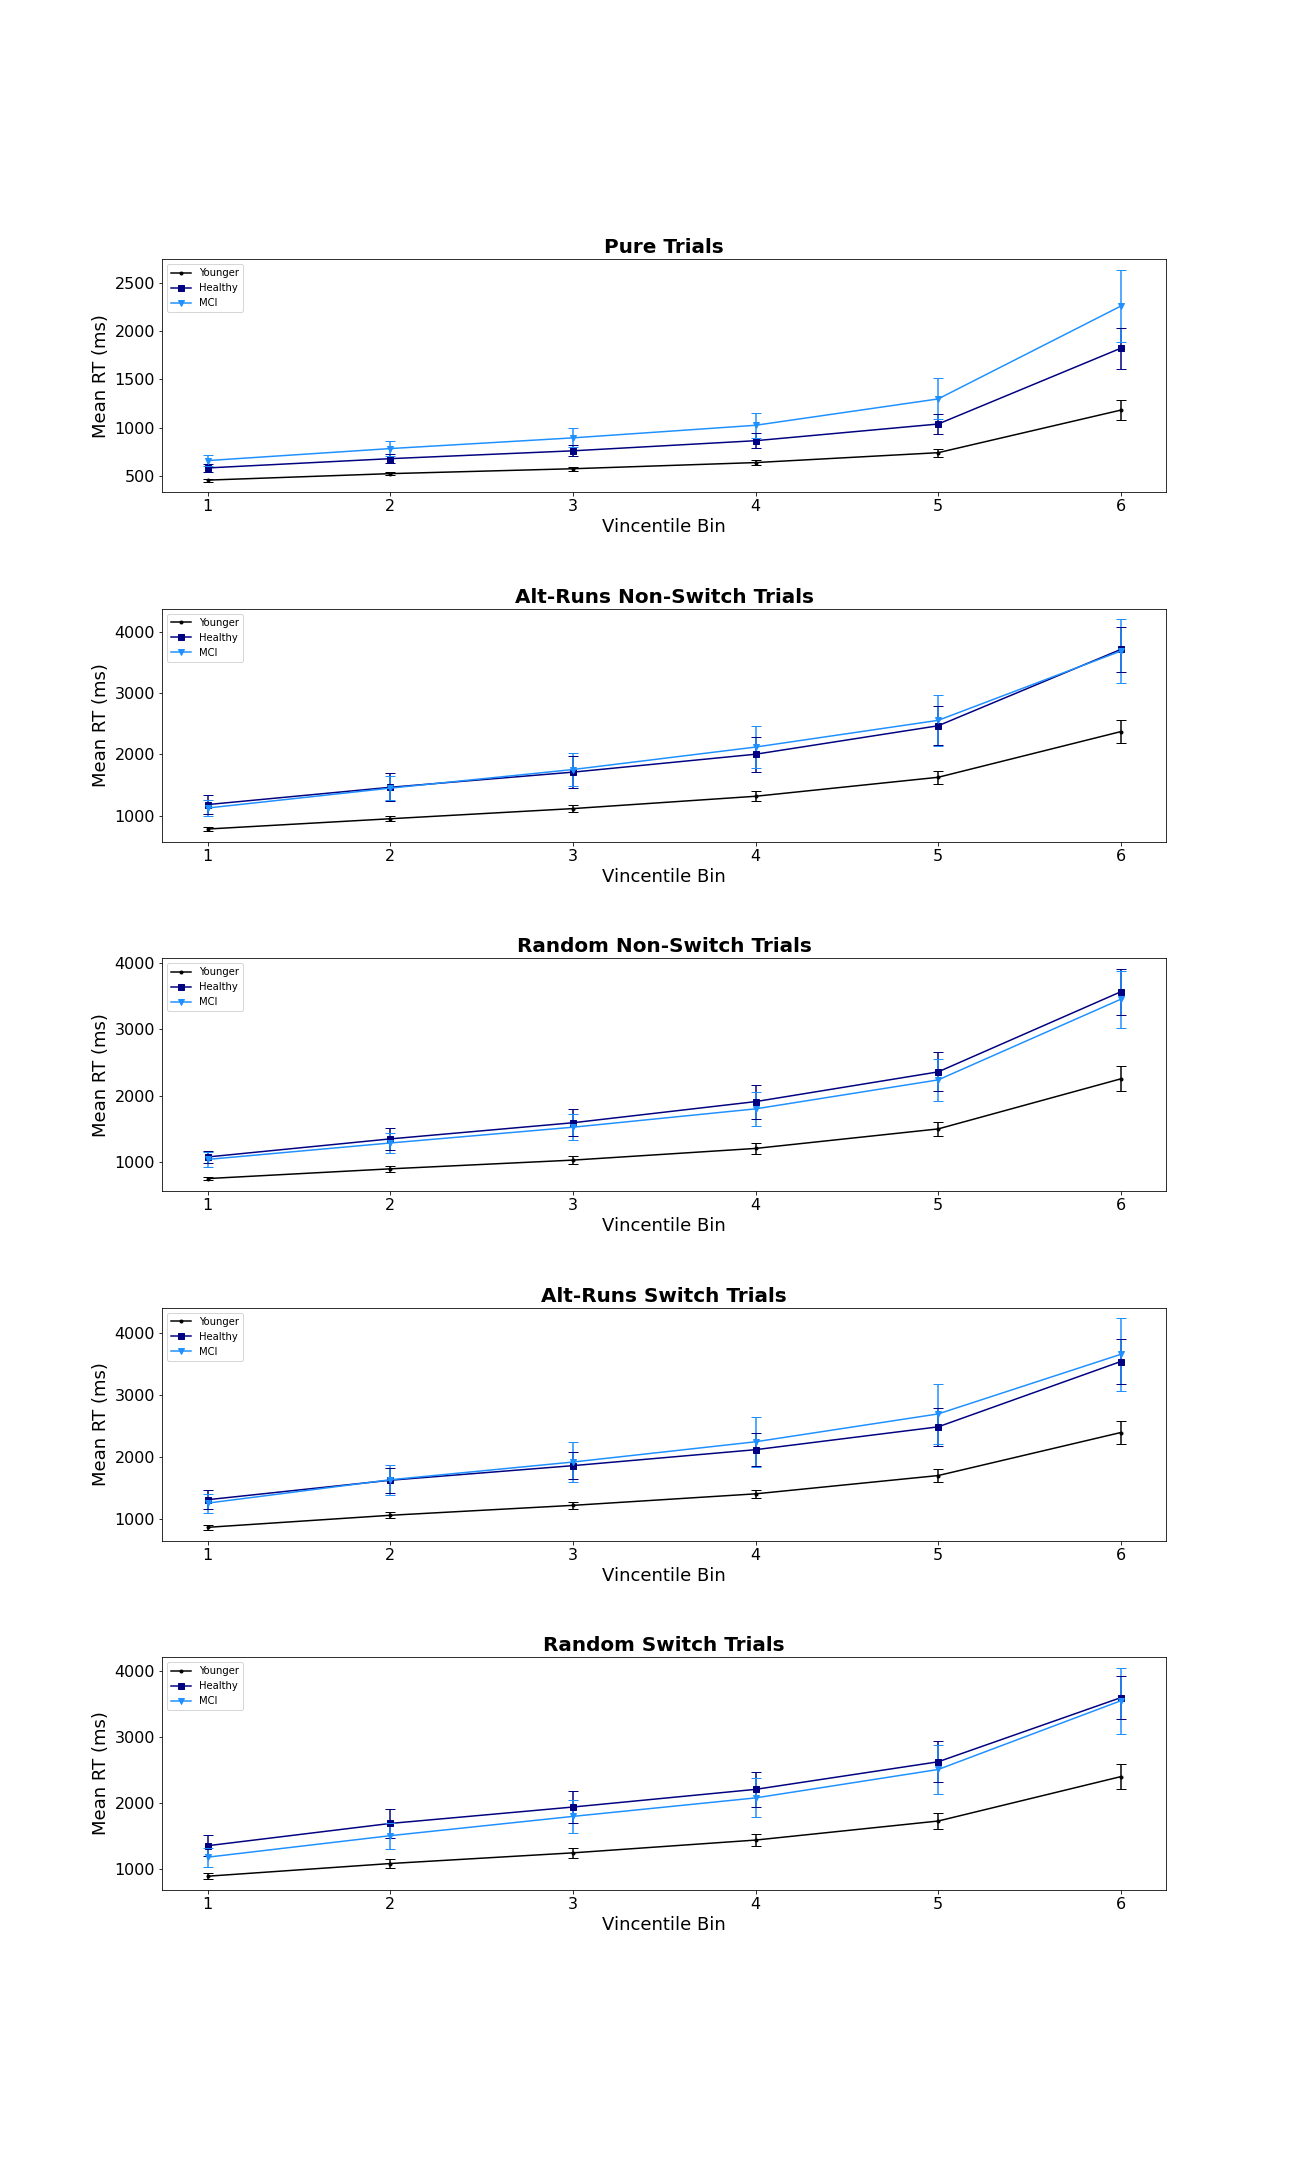 Pure Trials
Mean RT (ms)
2500
2000
1500
1000
500
Younger
Healthy
MCI
1 2 3 4 5 6
Vincentile Bin
Alt-Runs Non-Switch Trials
Mean RT (ms)
4000
3000
2000
1000
Younger
Healthy
MCI
1 2 3 4 5 6
Vincentile Bin
Random Non-Switch Trials
Mean RT (ms)
4000
3000
2000
1000
Younger
Healthy
MCI
1 2 3 4 5 6
Vincentile Bin
Alt-Runs Switch Trials
Mean RT (ms)
4000
3000
2000
1000
Younger
Healthy
MCI
1 2 3 4 5 6
Vincentile Bin
Random Switch Trials
Mean RT (ms)
4000
3000
2000
1000
Younger
Healthy
MCI
1 2 3 4 5 6
Vincentile Bin